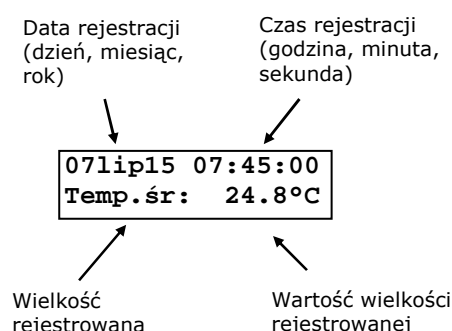 Data rejestracji
(dzień, miesiąc,
rok)
Czas rejestracji
(godzina, minuta,
sekunda)
07lip15 07:45:00
Temp.śr: 24.8ºC
Wielkość
rejestrowana
Wartość wielkości
rejestrowanej